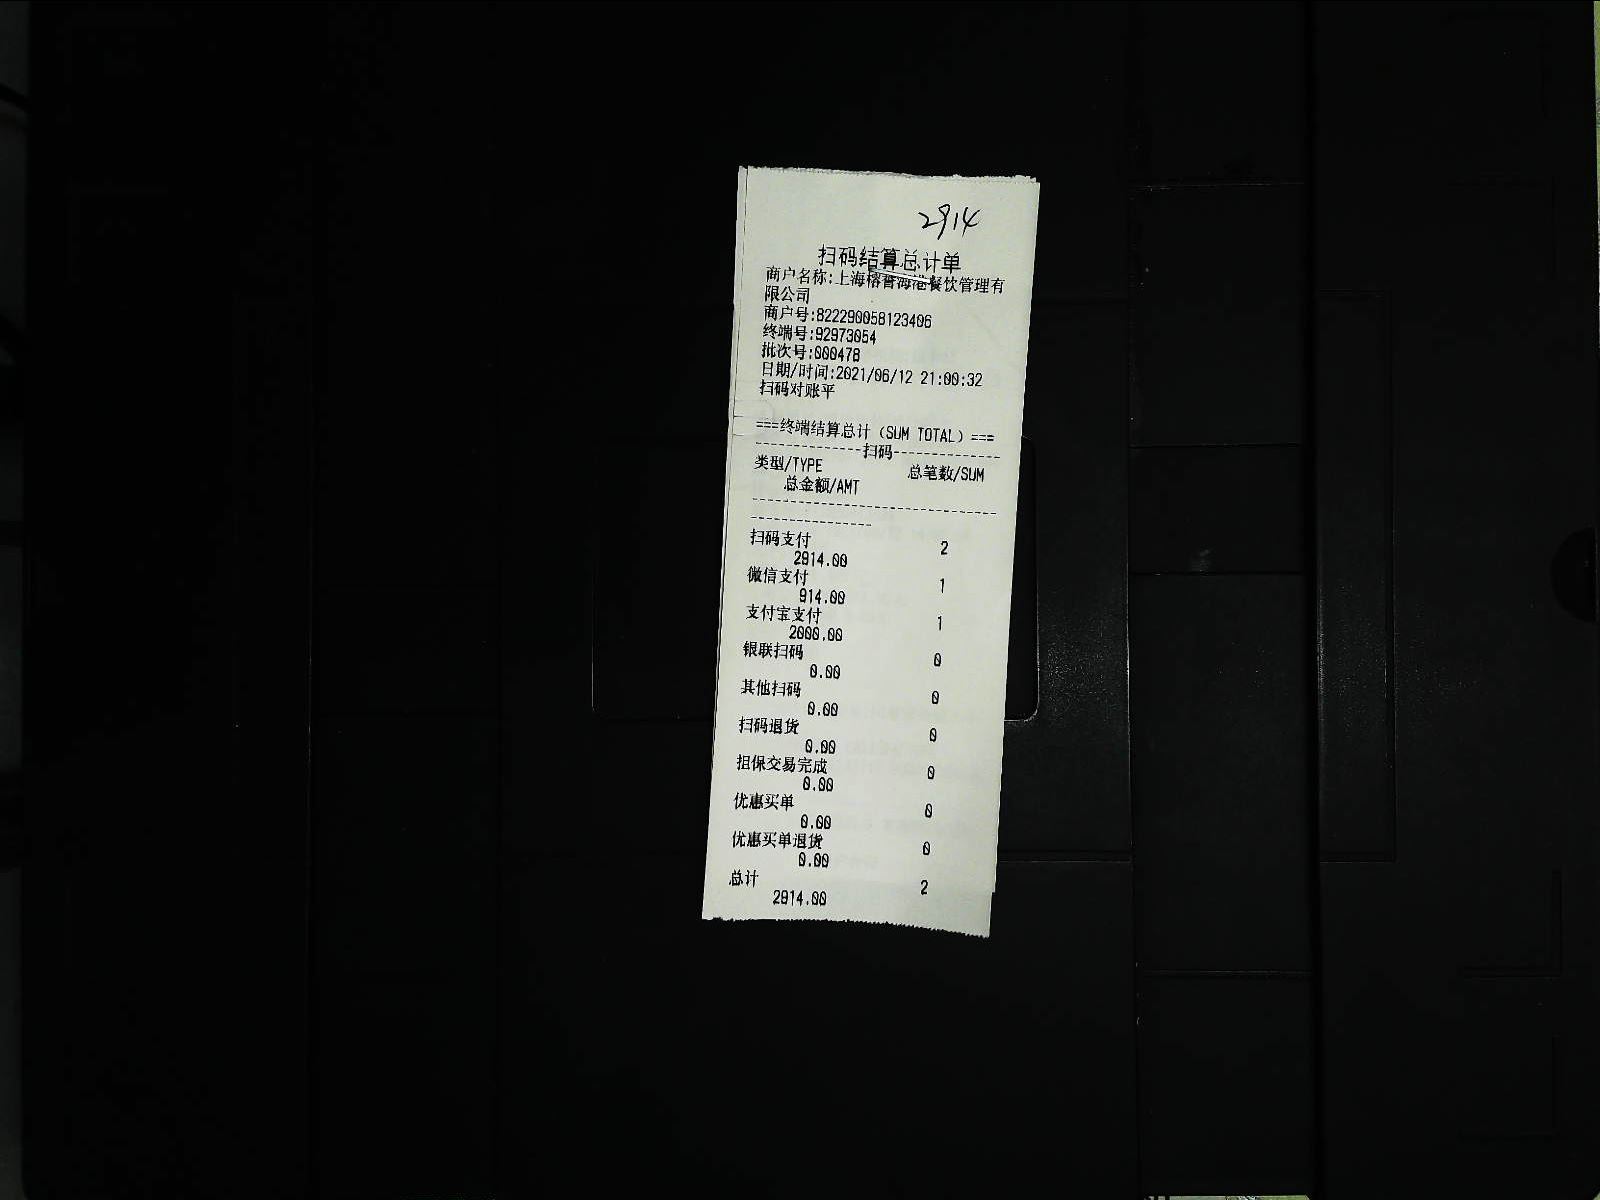 2914
扫码结算总计单
商户名称:上海榕港餐饮管理有
限公司
商户号:822290058123406
终端号:92973054
批次号:000478
日期/时间:2021/06/12 21:00:32
扫码对账平
===终端结算总计（SUM TOTAL）===
--------------扫码--------------
类型/TYPE 总笔数/SUM
总金额/AMT
扫码支付 2
2914.00
微信支付 1
914.00
支付宝支付 1
2000.00
银联扫码 0
0.00
其他扫码 0
0.00
扫码退货 0
0.00
担保交易完成 0
0.00
优惠买单 0
0.00
优惠买单退货 0
0.00
总计 2
2914.00